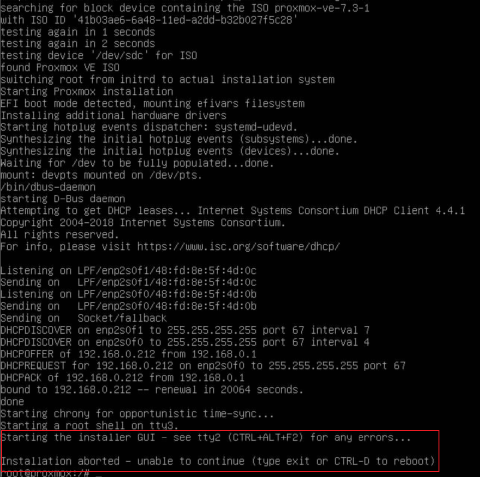 searching for block device containing the ISO proxmox-ve-7.3-1
with ISO ID '41b03ae6-6a48-11ed-a2dd-b32b027f5c28'
testing again in 1 seconds
testing again in 2 seconds
testing device '/dev/sdc' for ISO
found Proxmox VE ISO
switching root from initrd to actual installation system
Starting Proxmox installation
EFI boot mode detected, mounting efivars filesystem
Installing additional hardware drivers
Starting hotplug events dispatcher: systemd-udevd.
Synthesizing the initial hotplug events (subsystems)...done.
Synthesizing the initial hotplug events (devices)...done.
Waiting for /dev to be fully populated...done.
mount: devpts mounted on /dev/pts.
/bin/dbus-daemon
starting D-Bus daemon
Attempting to get DHCP leases... Internet Systems Consortium DHCP Client 4.4.1
Copyright 2004-2018 Internet Systems Consortium.
All rights reserved.
For info, please visit https://www.isc.org/software/dhcp/

Listening on LPF/enp2s0f1/48:fd:8e:5f:4d:0c
Sending on   LPF/enp2s0f1/48:fd:8e:5f:4d:0c
Listening on LPF/enp2s0f0/48:fd:8e:5f:4d:0b
Sending on   LPF/enp2s0f0/48:fd:8e:5f:4d:0b
Sending on   Socket/fallback
DHCPDISCOVER on enp2s0f1 to 255.255.255.255 port 67 interval 7
DHCPDISCOVER on enp2s0f0 to 255.255.255.255 port 67 interval 4
DHCPOFFER of 192.168.0.212 from 192.168.0.1
DHCPREQUEST for 192.168.0.212 on enp2s0f0 to 255.255.255.255 port 67
DHCPACK of 192.168.0.212 from 192.168.0.1
bound to 192.168.0.212 -- renewal in 20064 seconds.
done
Starting chrony for opportunistic time-sync...
Starting a root shell on tty3.
Starting the installer GUI - see tty2 (CTRL+ALT+F2) for any errors...

Installation aborted - unable to continue (type exit or CTRL-D to reboot)
root@proxmox:/# _